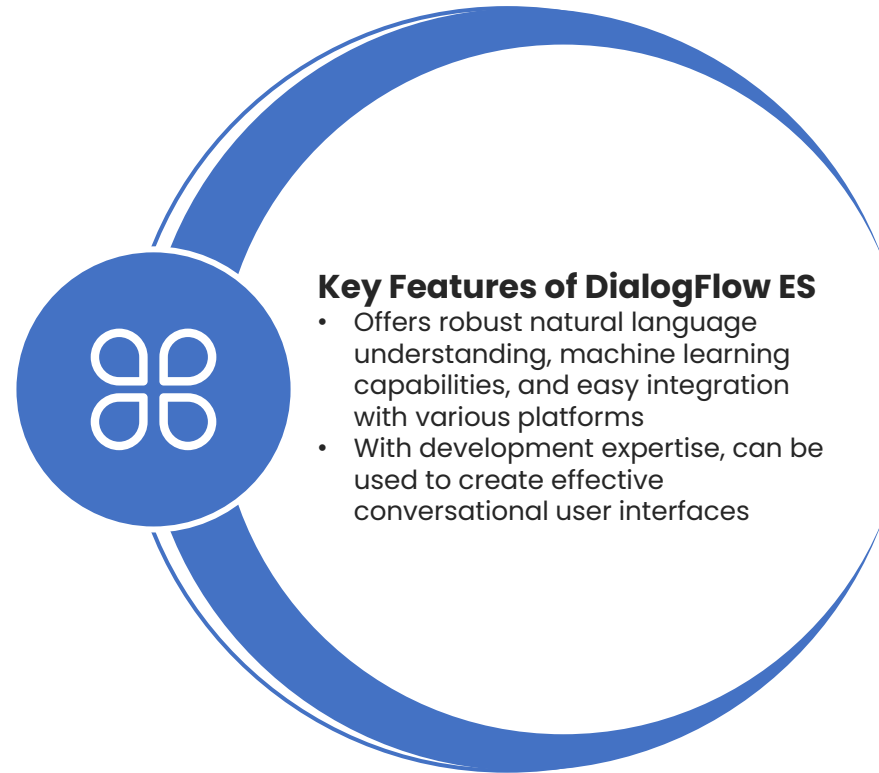 Key Features of DialogFlow ES
• Offers robust natural language
understanding, machine learning
capabilities, and easy integration
with various platforms
• With development expertise, can be
used to create effective
conversational user interfaces